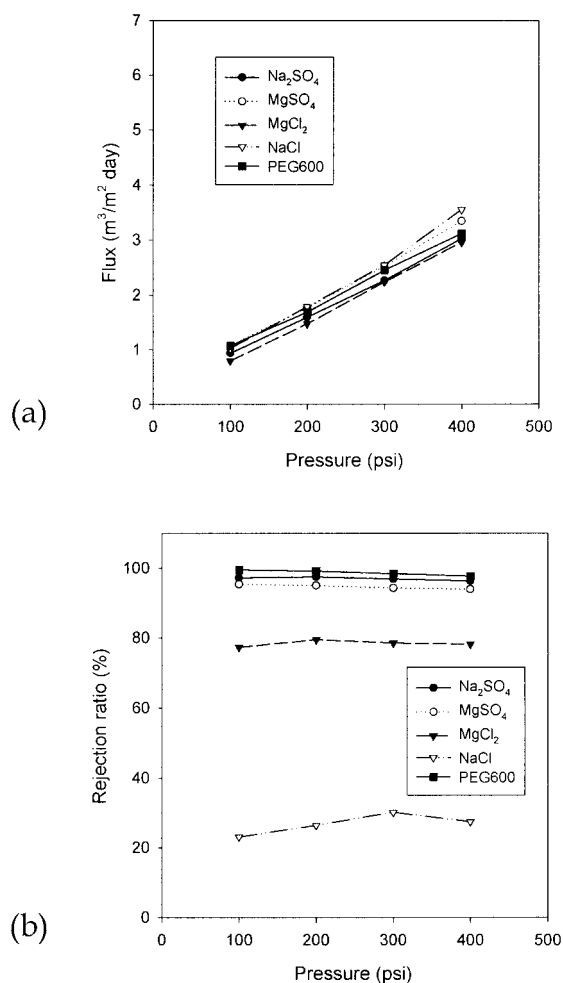 (a)
7
6
5
4
3
2
1
0
Flux (m³/m² day)
Na₂SO₄
MgSO₄
MgCl₂
NaCl
PEG600
0 100 200 300 400 500
Pressure (psi)
(b)
100
80
60
40
20
0
Rejection ratio (%)
Na₂SO₄
MgSO₄
MgCl₂
NaCl
PEG600
0 100 200 300 400 500
Pressure (psi)